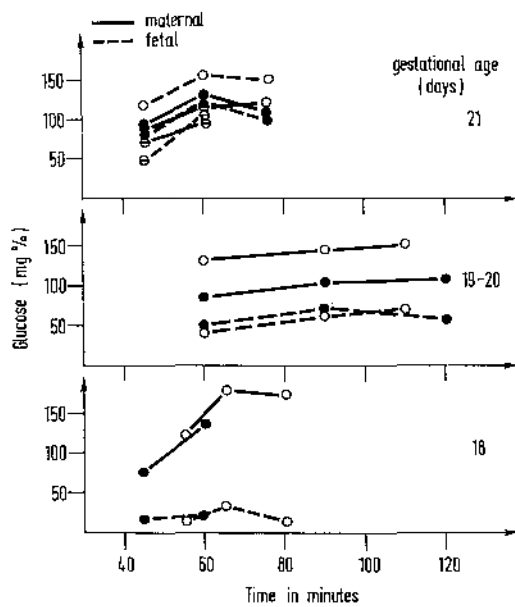 maternal
fetal
gestational age
(days)
21
150
100
50
19-20
150
100
50
18
150
100
50
Glucose (mg %)
40 60 80 100 120
Time in minutes